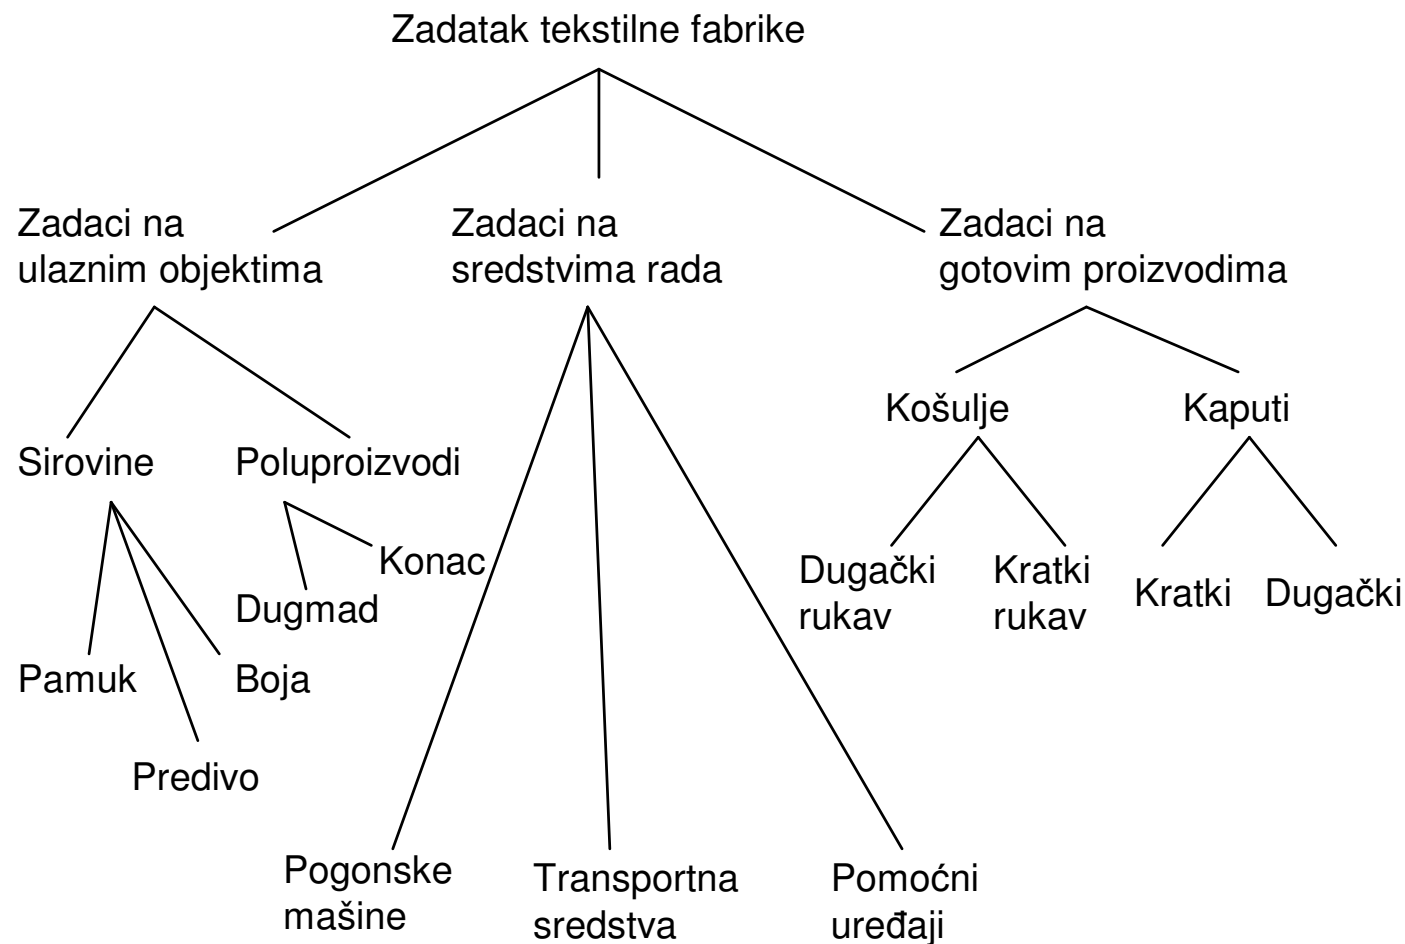 Zadatak tekstilne fabrike
Zadaci na
ulaznim objektima
Zadaci na
sredstvima rada
Zadaci na
gotovim proizvodima
Košulje
Kaputi
Sirovine
Poluproizvodi
Konac
Dugmad
Dugački
rukav
Kratki
rukav
Kratki
Dugački
Pamuk
Boja
Predivo
Pogonske
mašine
Transportna
sredstva
Pomoćni
uređaji